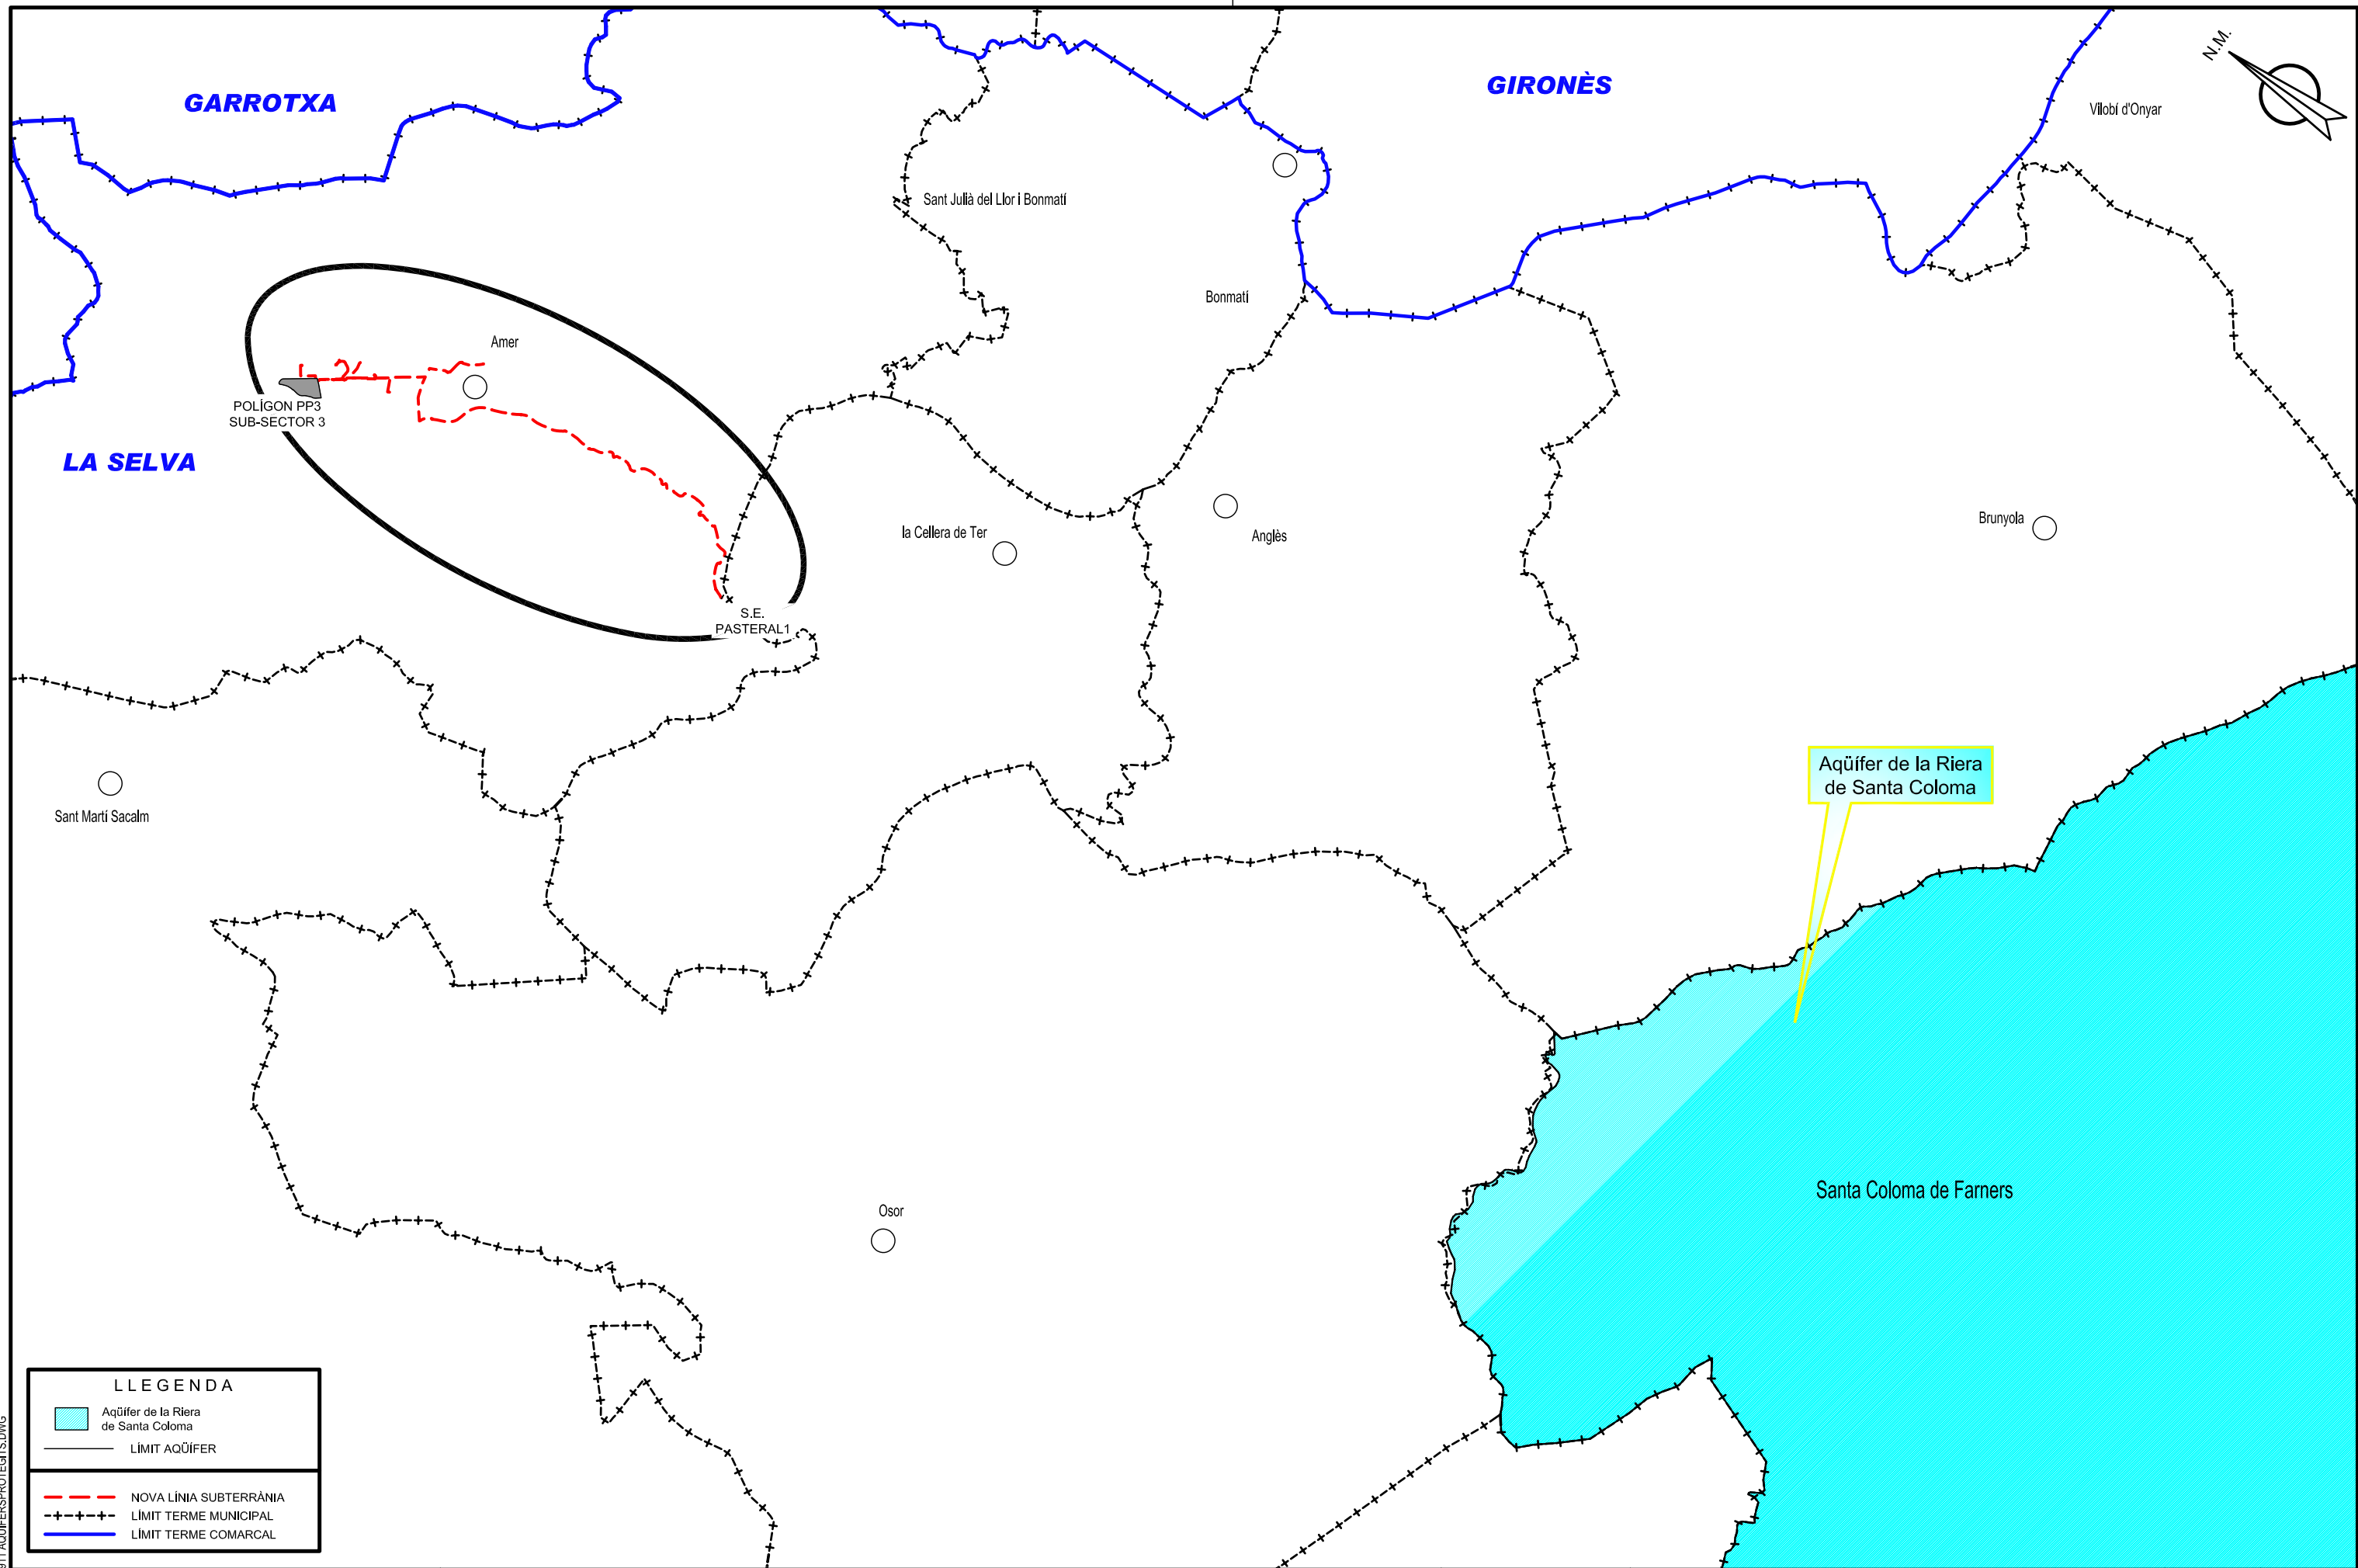 GARROTXA
GIRONÈS
N.M.
Vilobí d'Onyar
Sant Julià del Llor i Bonmatí
Bonmatí
Amer
POLÍGON PP3
SUB-SECTOR 3
LA SELVA
la Cellera de Ter
Anglès
Brunyola
S.E.
PASTERAL1
Sant Martí Sacalm
Aqüífer de la Riera
de Santa Coloma
Santa Coloma de Farners
Osor
LLEGENDA
Aqüífer de la Riera
de Santa Coloma
LÍMIT AQÜÍFER
NOVA LÍNIA SUBTERRÀNIA
LÍMIT TERME MUNICIPAL
LÍMIT TERME COMARCAL